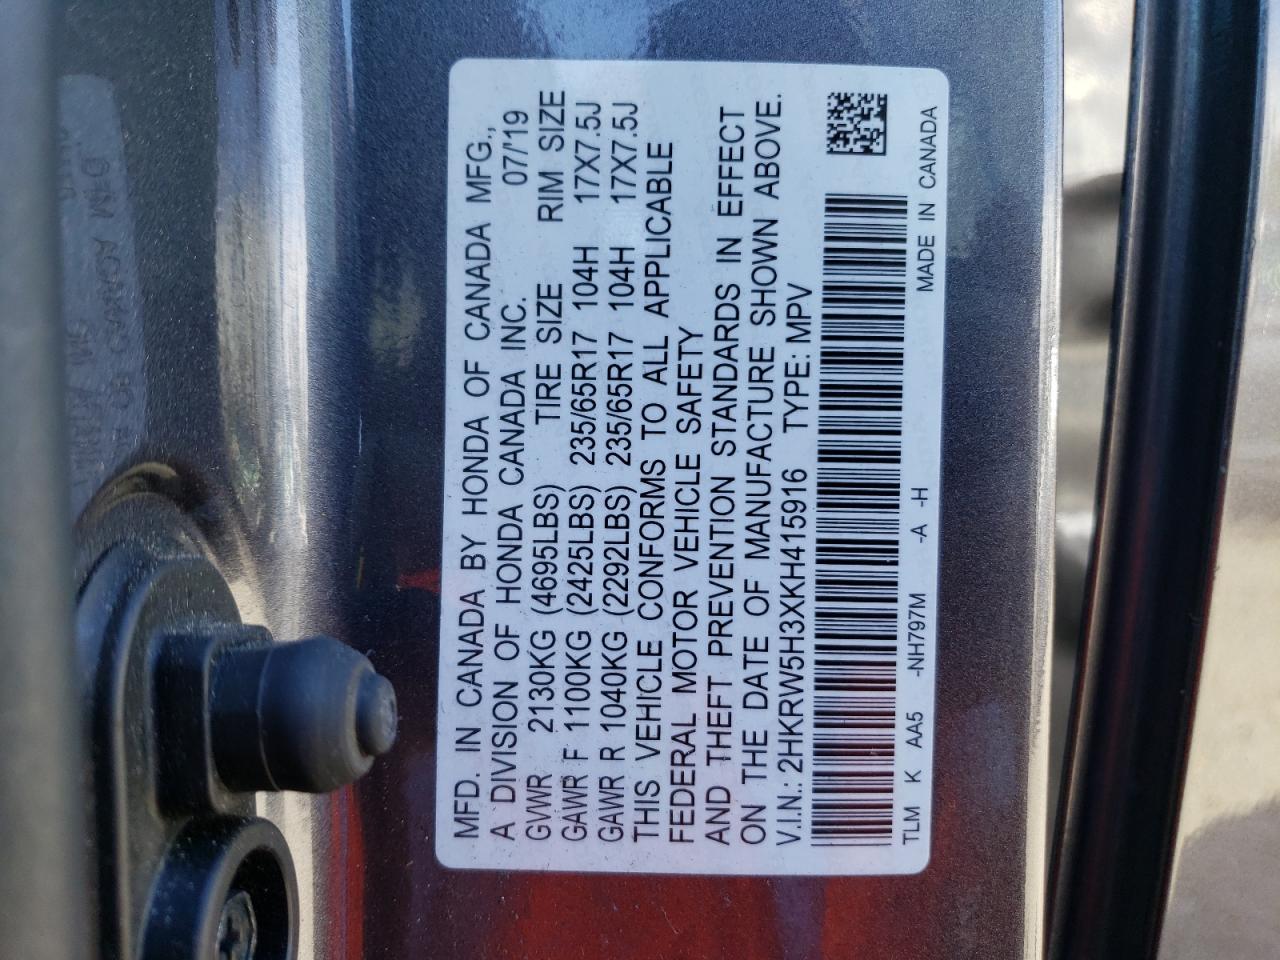 MFD. IN CANADA BY HONDA OF CANADA MFG.,
A DIVISION OF HONDA CANADA INC. 07/'19
GVWR 2130KG (4695LBS) TIRE SIZE RIM SIZE
GAWR F 1100KG (2425LBS) 235/65R17 104H 17X7.5J
GAWR R 1040KG (2292LBS) 235/65R17 104H 17X7.5J
THIS VEHICLE CONFORMS TO ALL APPLICABLE
FEDERAL MOTOR VEHICLE SAFETY
AND THEFT PREVENTION STANDARDS IN EFFECT
ON THE DATE OF MANUFACTURE SHOWN ABOVE.
V.I.N.: 2HKRW5H3XKH415916 TYPE: MPV
TLM K AA5 -NH797M -A -H MADE IN CANADA